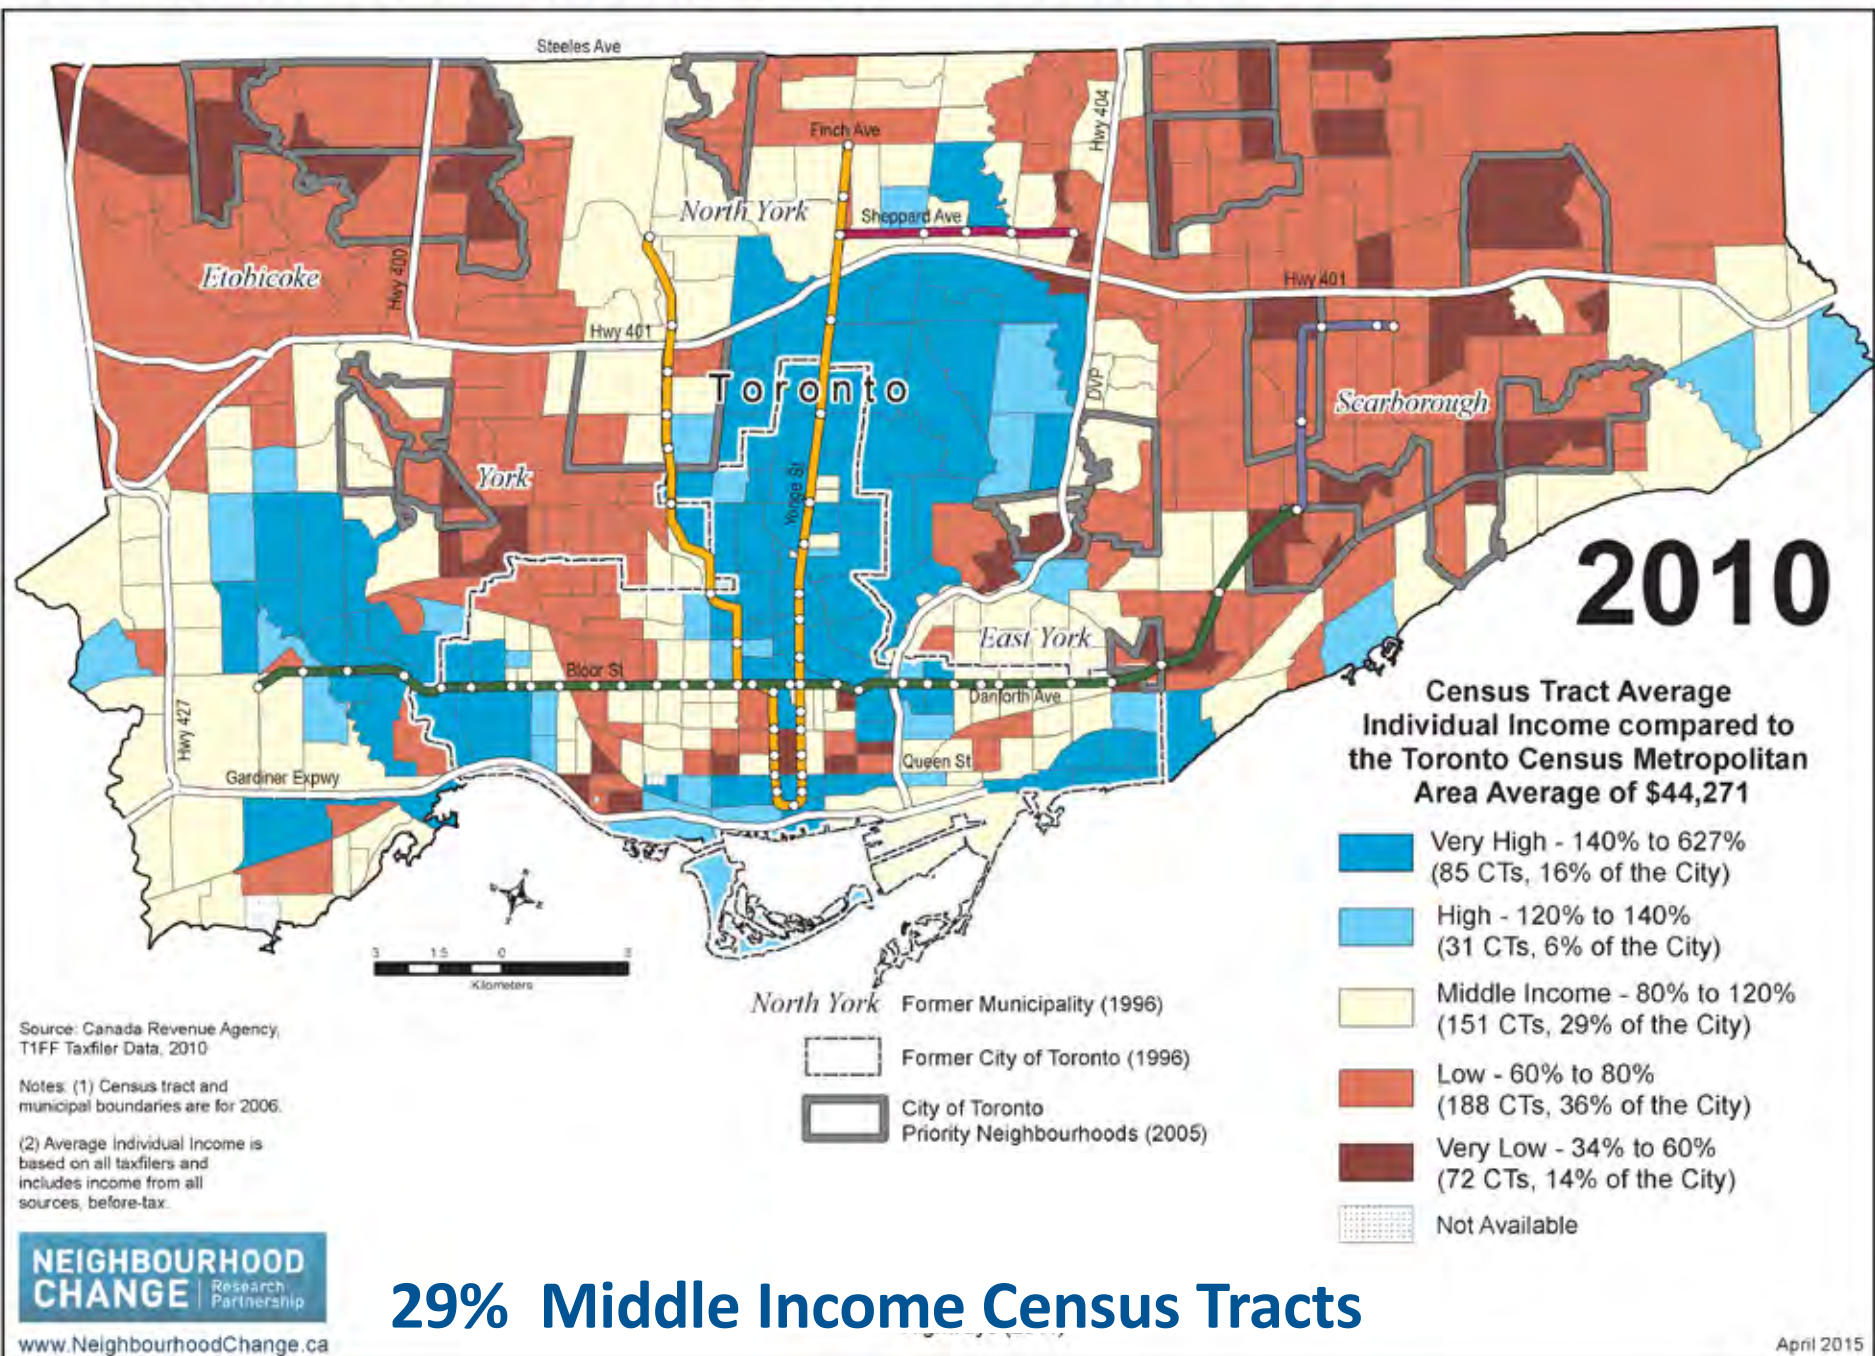 Steeles Ave
Finch Ave
Hwy 404
North York
Sheppard Ave
Etobicoke
Hwy 400
Hwy 401
Hwy 401
Toronto
DVP
Scarborough
York
Yonge St
2010
East York
Bloor St
Danforth Ave
Hwy 427
Queen St
Gardiner Expwy
Census Tract Average
Individual Income compared to
the Toronto Census Metropolitan
Area Average of $44,271
Very High - 140% to 627%
(85 CTs, 16% of the City)
High - 120% to 140%
(31 CTs, 6% of the City)
Middle Income - 80% to 120%
(151 CTs, 29% of the City)
Low - 60% to 80%
(188 CTs, 36% of the City)
Very Low - 34% to 60%
(72 CTs, 14% of the City)
Not Available
3 1.5 0 3
Kilometers
North York Former Municipality (1996)
Former City of Toronto (1996)
City of Toronto
Priority Neighbourhoods (2005)
Source: Canada Revenue Agency,
T1FF Taxfiler Data, 2010
Notes: (1) Census tract and
municipal boundaries are for 2006.
(2) Average Individual Income is
based on all taxfilers and
includes income from all
sources, before-tax.
NEIGHBOURHOOD
CHANGE Research
Partnership
www.NeighbourhoodChange.ca
29% Middle Income Census Tracts
April 2015